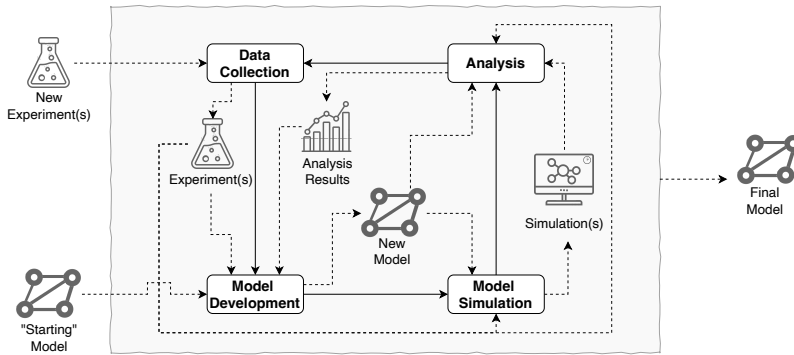 Data
Collection
Analysis
New
Experiment(s)
Experiment(s)
Analysis
Results
Simulation(s)
New
Model
Final
Model
Model
Development
Model
Simulation
"Starting"
Model